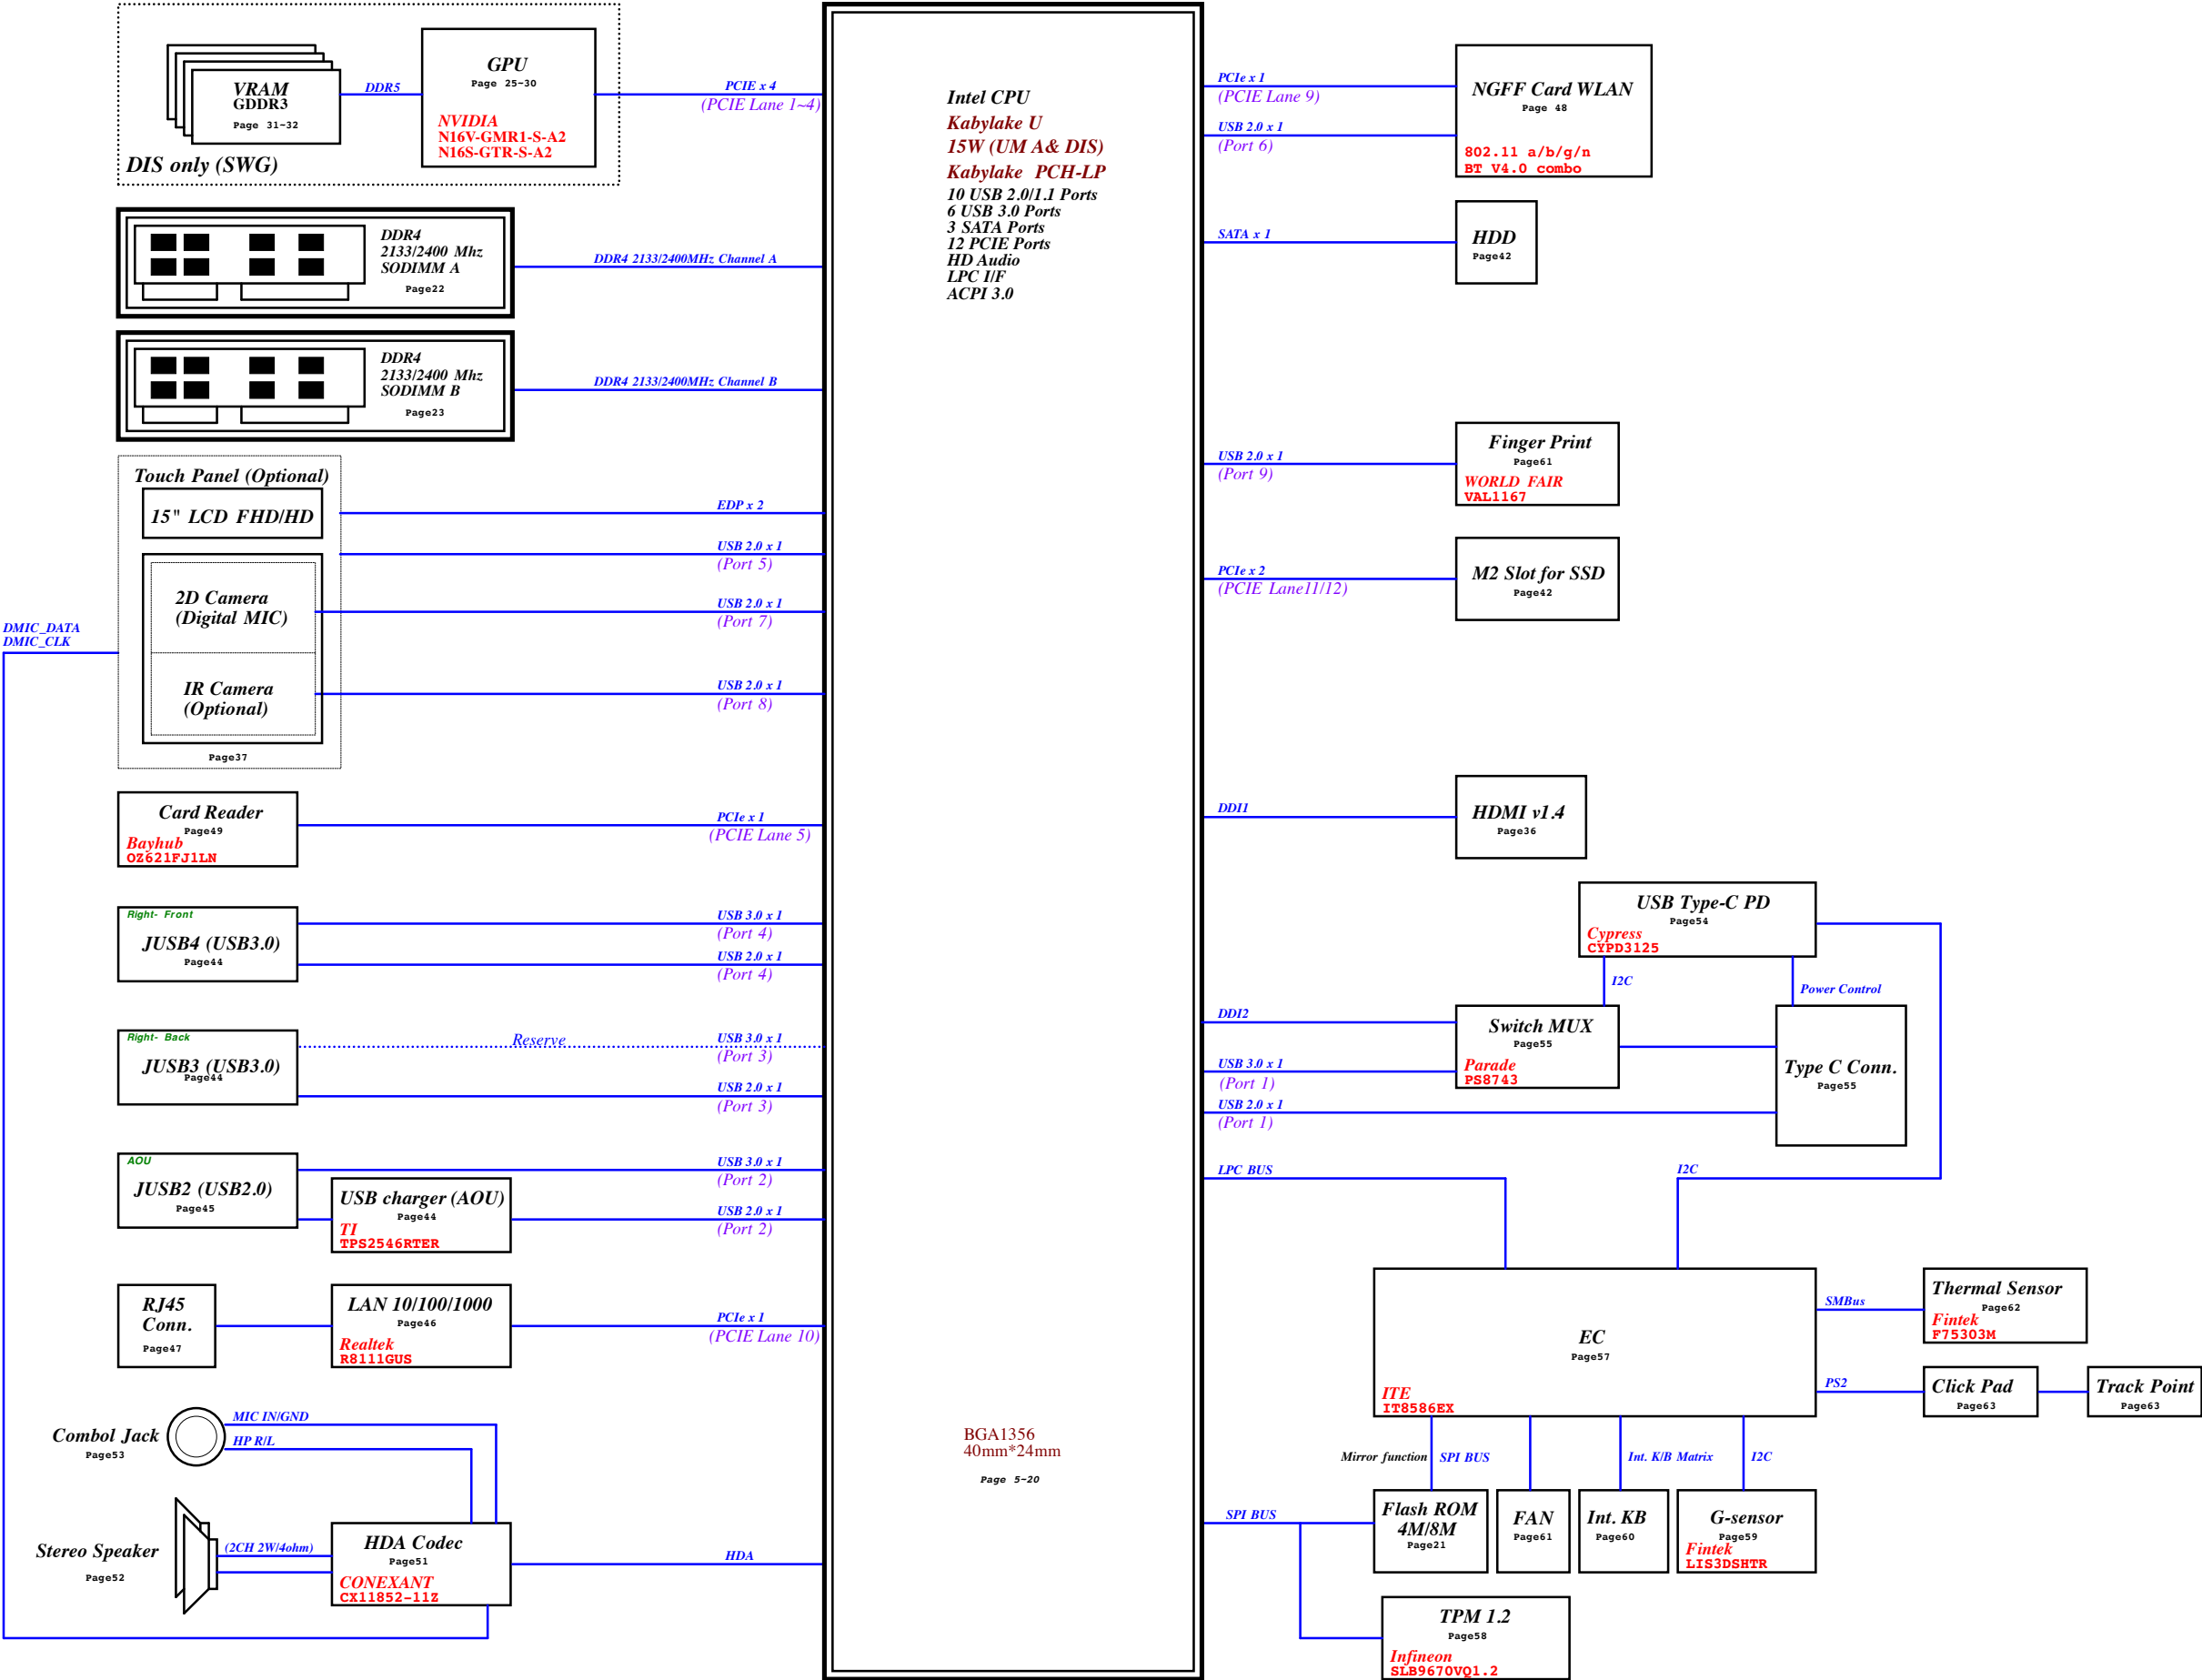 VRAM
GDDR3
Page 31-32
DDR5
GPU
Page 25-30
NVIDIA
N16V-GMR1-S-A2
N16S-GTR-S-A2
DIS only (SWG)
PCIE x 4
(PCIE Lane 1~4)
DDR4
2133/2400 Mhz
SODIMM A
Page22
DDR4 2133/2400MHz Channel A
DDR4
2133/2400 Mhz
SODIMM B
Page23
DDR4 2133/2400MHz Channel B
Touch Panel (Optional)
15" LCD FHD/HD
EDP x 2
USB 2.0 x 1
(Port 5)
2D Camera
(Digital MIC)
USB 2.0 x 1
(Port 7)
DMIC_DATA
DMIC_CLK
IR Camera
(Optional)
USB 2.0 x 1
(Port 8)
Page37
Card Reader
Page49
Bayhub
OZ621FJ1LN
PCIe x 1
(PCIE Lane 5)
Right- Front
JUSB4 (USB3.0)
Page44
USB 3.0 x 1
(Port 4)
USB 2.0 x 1
(Port 4)
Right- Back
JUSB3 (USB3.0)
Page44
Reserve
USB 3.0 x 1
(Port 3)
USB 2.0 x 1
(Port 3)
AOU
JUSB2 (USB2.0)
Page45
USB 3.0 x 1
(Port 2)
USB charger (AOU)
Page44
TI
TPS2546RTER
USB 2.0 x 1
(Port 2)
RJ45
Conn.
Page47
LAN 10/100/1000
Page46
Realtek
R8111GUS
PCIe x 1
(PCIE Lane 10)
Combol Jack
Page53
MIC IN/GND
HP R/L
Stereo Speaker
Page52
(2CH 2W/4ohm)
HDA Codec
Page51
CONEXANT
CX11852-11Z
HDA
Intel CPU
Kabylake U
15W (UM A& DIS)
Kabylake PCH-LP
10 USB 2.0/1.1 Ports
6 USB 3.0 Ports
3 SATA Ports
12 PCIE Ports
HD Audio
LPC I/F
ACPI 3.0
BGA1356
40mm*24mm
Page 5-20
PCIe x 1
(PCIE Lane 9)
USB 2.0 x 1
(Port 6)
NGFF Card WLAN
Page 48
802.11 a/b/g/n
BT V4.0 combo
SATA x 1
HDD
Page42
USB 2.0 x 1
(Port 9)
Finger Print
Page61
WORLD FAIR
VAL1167
PCIe x 2
(PCIE Lane11/12)
M2 Slot for SSD
Page42
DDI1
HDMI v1.4
Page36
USB Type-C PD
Page54
Cypress
CYPD3125
I2C
Power Control
DDI2
USB 3.0 x 1
(Port 1)
USB 2.0 x 1
(Port 1)
Switch MUX
Page55
Parade
PS8743
Type C Conn.
Page55
LPC BUS
I2C
EC
Page57
ITE
IT8586EX
SMBus
Thermal Sensor
Page62
Fintek
F75303M
PS2
Click Pad
Page63
Track Point
Page63
Mirror function
SPI BUS
Int. K/B Matrix
I2C
SPI BUS
Flash ROM
4M/8M
Page21
FAN
Page61
Int. KB
Page60
G-sensor
Page59
Fintek
LIS3DSHTR
TPM 1.2
Page58
Infineon
SLB9670VQ1.2